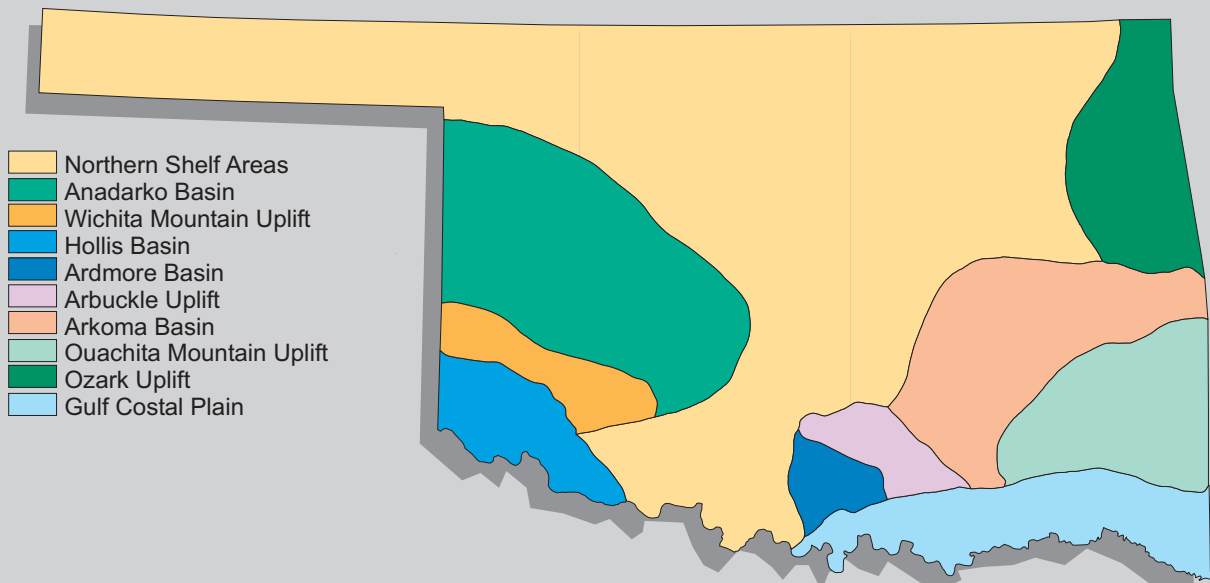 Northern Shelf Areas
Anadarko Basin
Wichita Mountain Uplift
Hollis Basin
Ardmore Basin
Arbuckle Uplift
Arkoma Basin
Ouachita Mountain Uplift
Ozark Uplift
Gulf Costal Plain